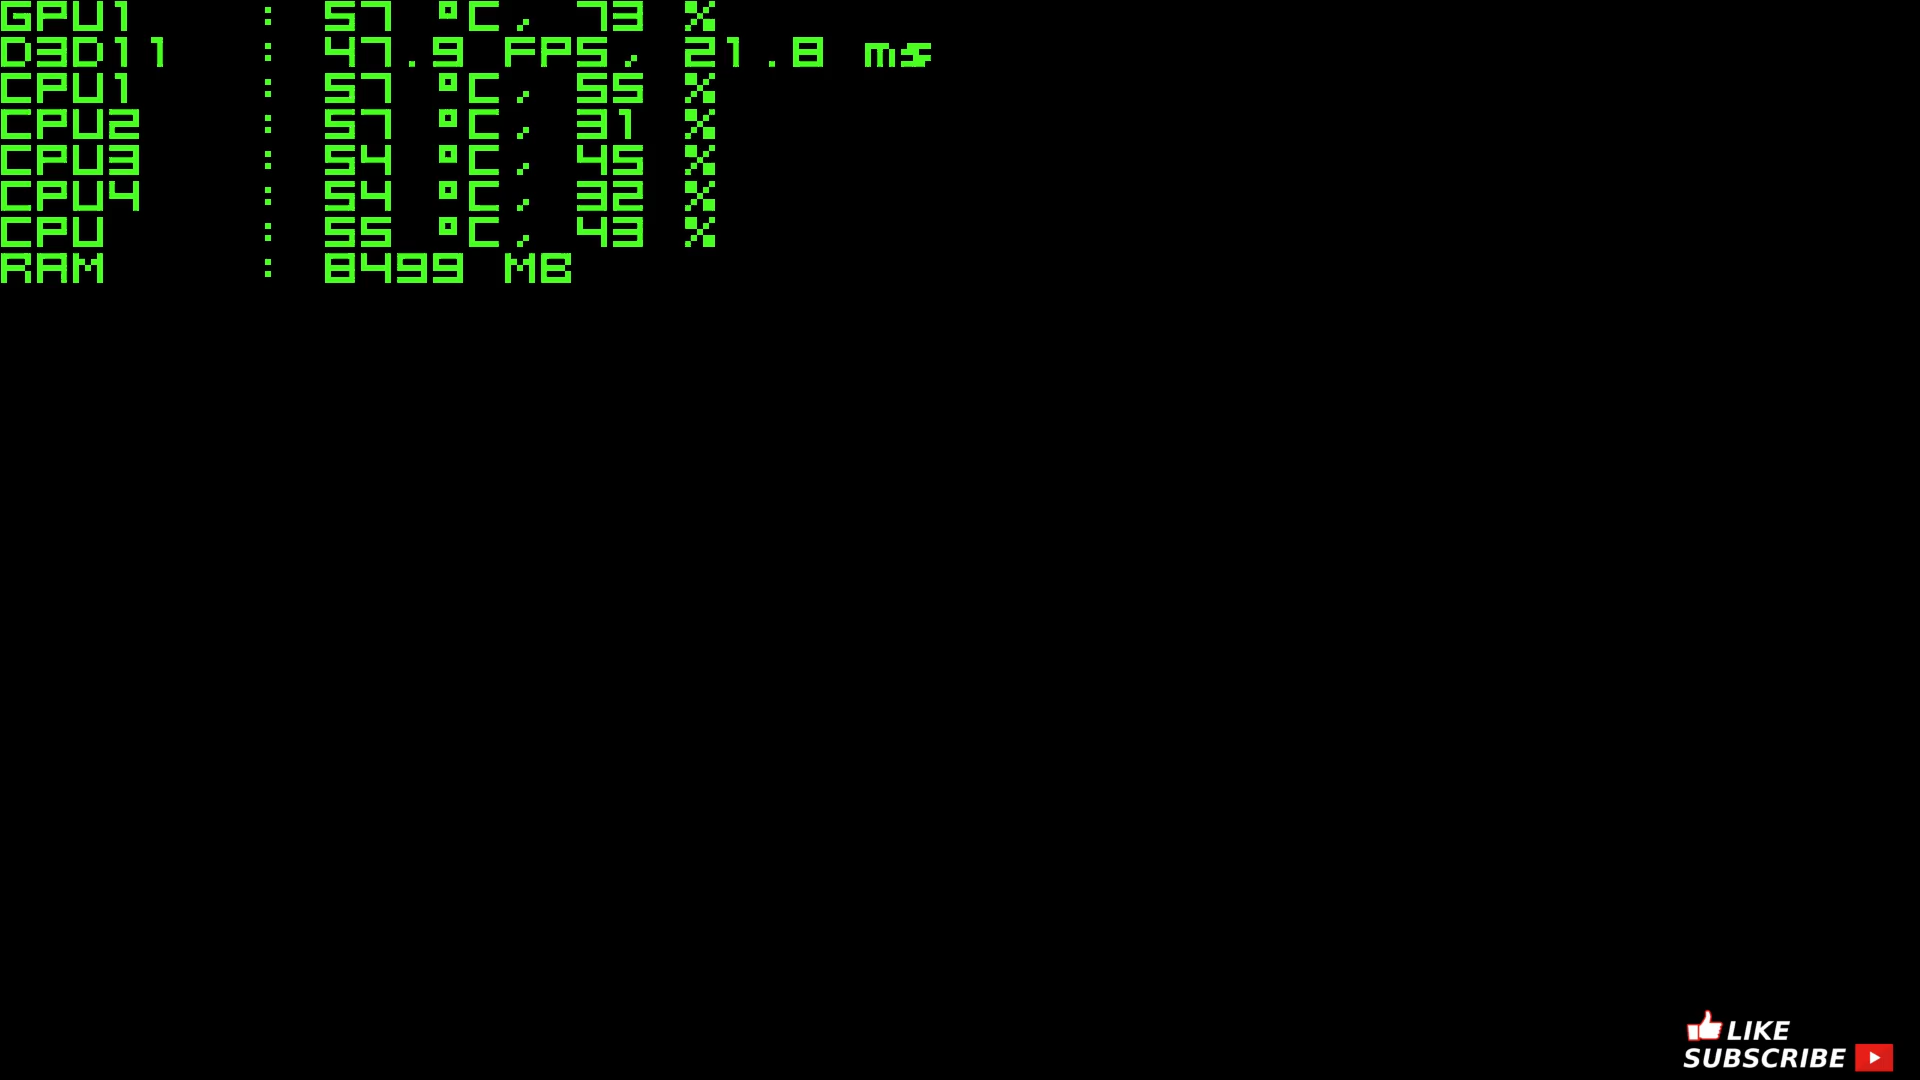 GPU1 : 57 °C, 73 %
D3D11 : 47.9 FPS, 21.8 ms
CPU1 : 57 °C, 55 %
CPU2 : 57 °C, 31 %
CPU3 : 54 °C, 45 %
CPU4 : 54 °C, 32 %
CPU : 55 °C, 43 %
RAM : 8499 MB
LIKE
SUBSCRIBE